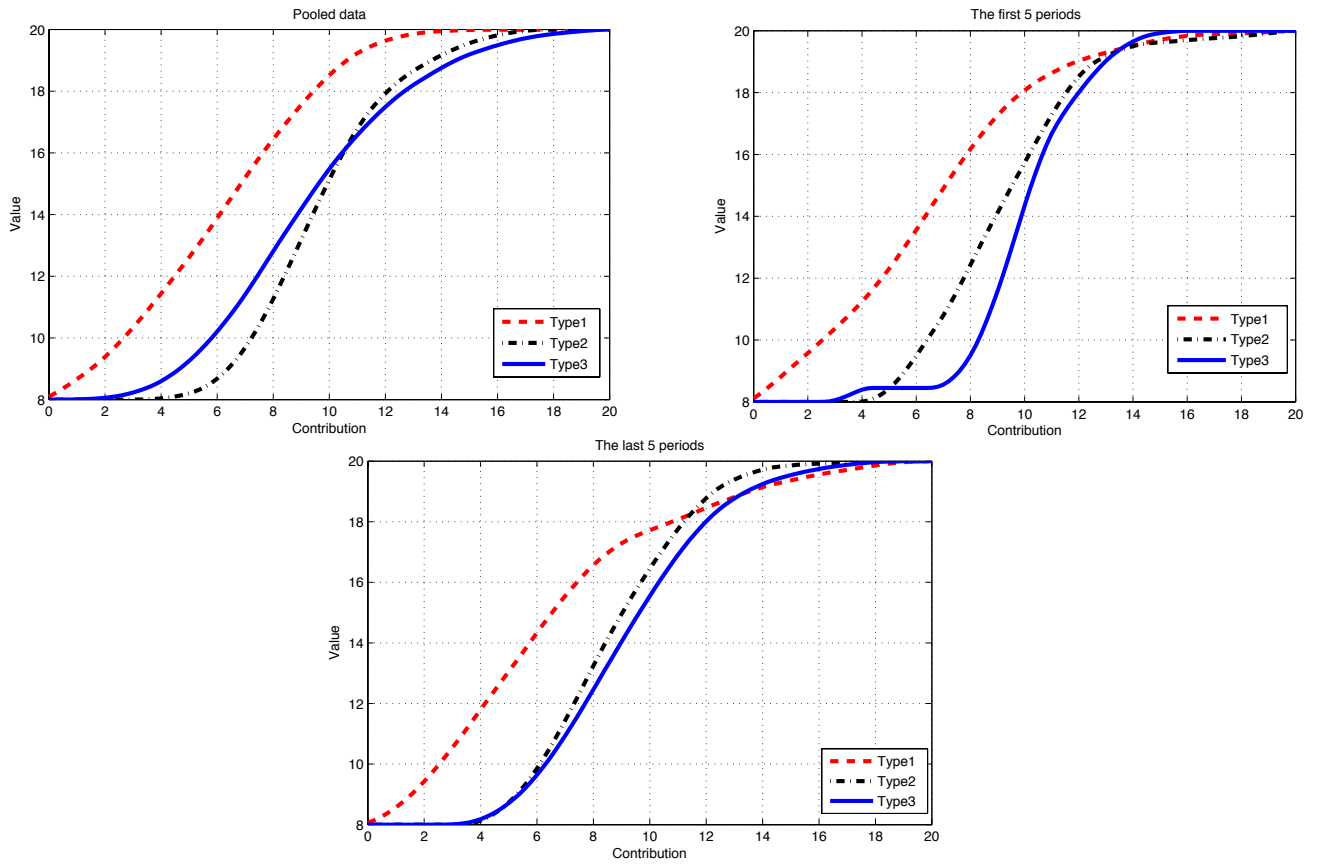 Pooled data
20
18
16
14
12
10
8
Value
0 2 4 6 8 10 12 14 16 18 20
Contribution
Type1
Type2
Type3
The first 5 periods
20
18
16
14
12
10
8
Value
0 2 4 6 8 10 12 14 16 18 20
Contribution
Type1
Type2
Type3
The last 5 periods
20
18
16
14
12
10
8
Value
0 2 4 6 8 10 12 14 16 18 20
Contribution
Type1
Type2
Type3